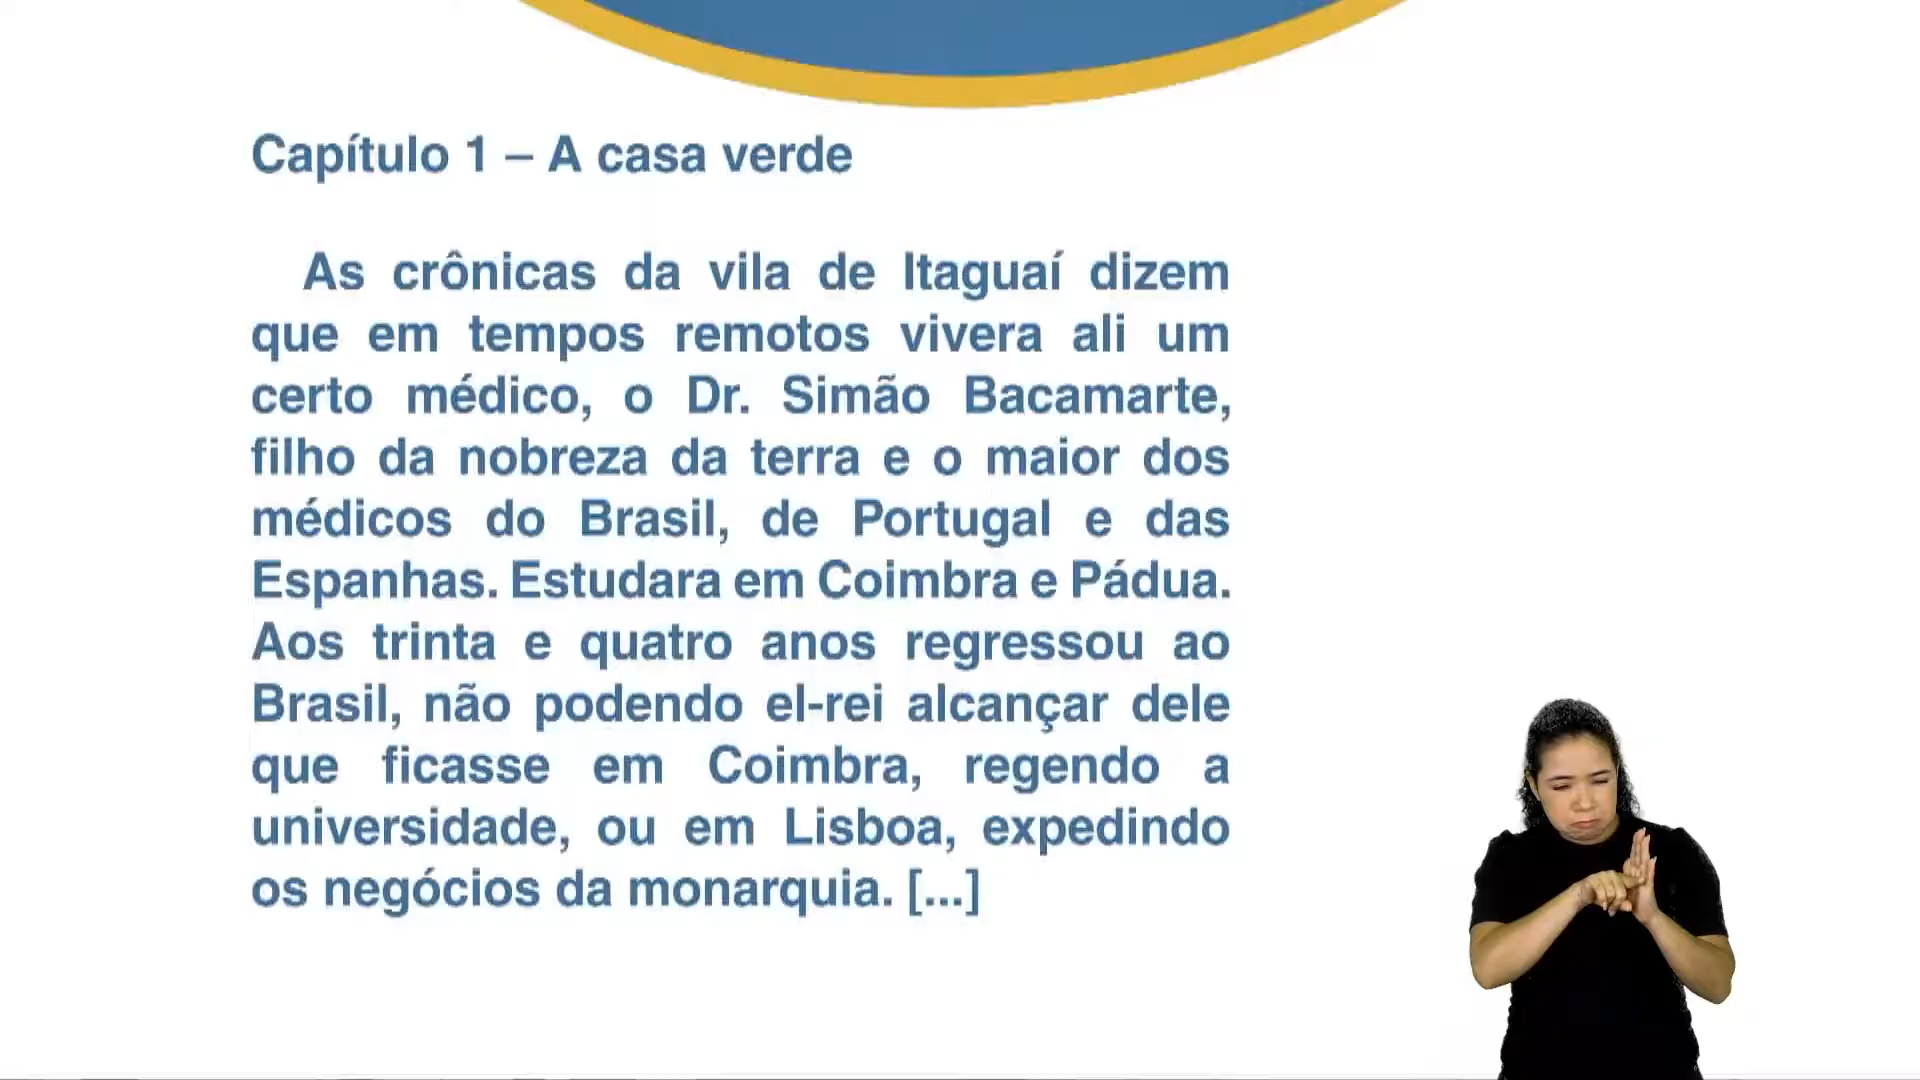 Capítulo 1 – A casa verde
As crônicas da vila de Itaguaí dizem
que em tempos remotos vivera ali um
certo médico, o Dr. Simão Bacamarte,
filho da nobreza da terra e o maior dos
médicos do Brasil, de Portugal e das
Espanhas. Estudara em Coimbra e Pádua.
Aos trinta e quatro anos regressou ao
Brasil, não podendo el-rei alcançar dele
que ficasse em Coimbra, regendo a
universidade, ou em Lisboa, expedindo
os negócios da monarquia. [...]